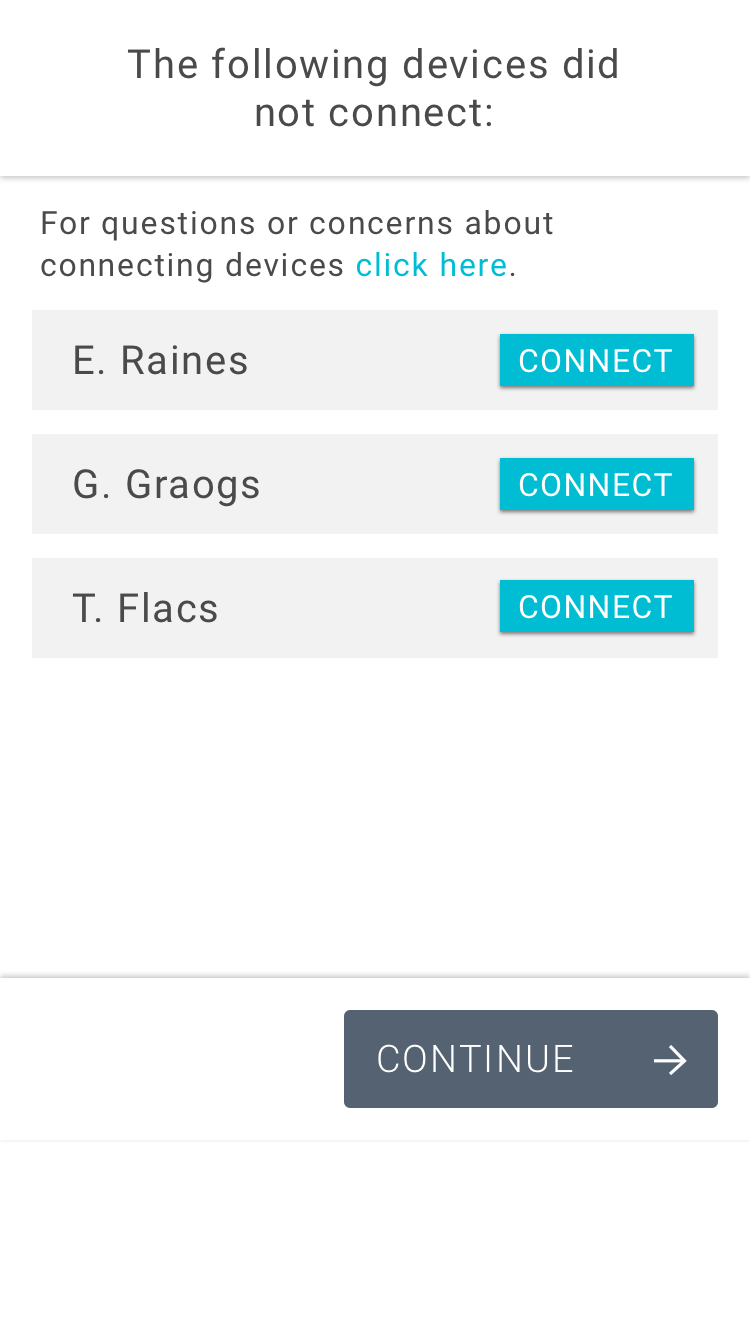 The following devices did
not connect:
For questions or concerns about
connecting devices click here.
E. Raines
CONNECT
G. Graogs
CONNECT
T. Flacs
CONNECT
CONTINUE